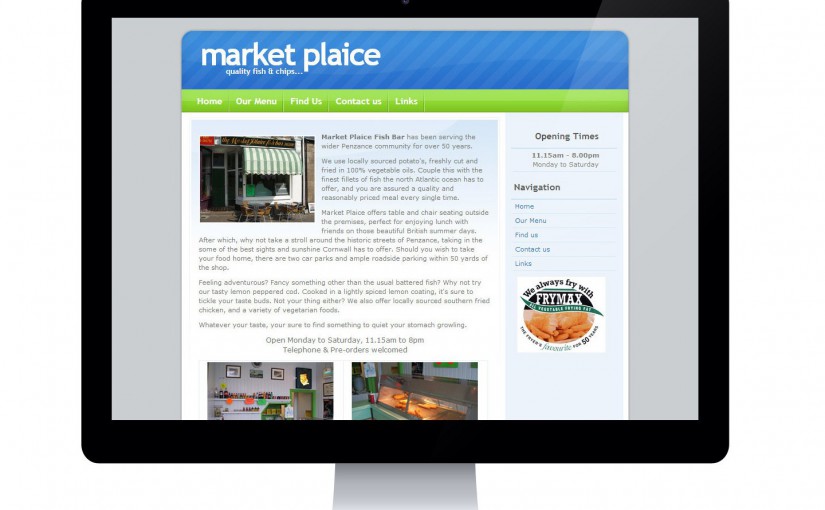 market plaice
quality fish & chips...
Home
Our Menu
Find Us
Contact us
Links
Market Plaice Fish Bar has been serving the
wider Penzance community for over 50 years.
We use locally sourced potato's, freshly cut and
fried in 100% vegetable oils. Couple this with the
finest fillets of fish the north Atlantic ocean has to
offer, and you are assured a quality and
reasonably priced meal every single time.
Market Plaice offers table and chair seating outside
the premises, perfect for enjoying lunch with
friends on those beautiful British summer days.
After which, why not take a stroll around the historic streets of Penzance, taking in the
some of the best sights and sunshine Cornwall has to offer. Should you wish to take
your food home, there are two car parks and ample roadside parking within 50 yards of
the shop.
Feeling adventurous? Fancy something other than the usual battered fish? Why not try
our tasty lemon peppered cod. Cooked in a lightly spiced lemon coating, it's sure to
tickle your taste buds. Not your thing either? We also offer locally sourced southern fried
chicken, and a variety of vegetarian foods.
Whatever your taste, your sure to find something to quiet your stomach growling.
Open Monday to Saturday, 11.15am to 8pm
Telephone & Pre-orders welcomed
Opening Times
11.15am - 8.00pm
Monday to Saturday
Navigation
Home
Our Menu
Find us
Contact us
Links
We always fry with
FRYMAX
ALL VEGETABLE FRYING FAT
THE FRYER'S favourite FOR 50 YEARS